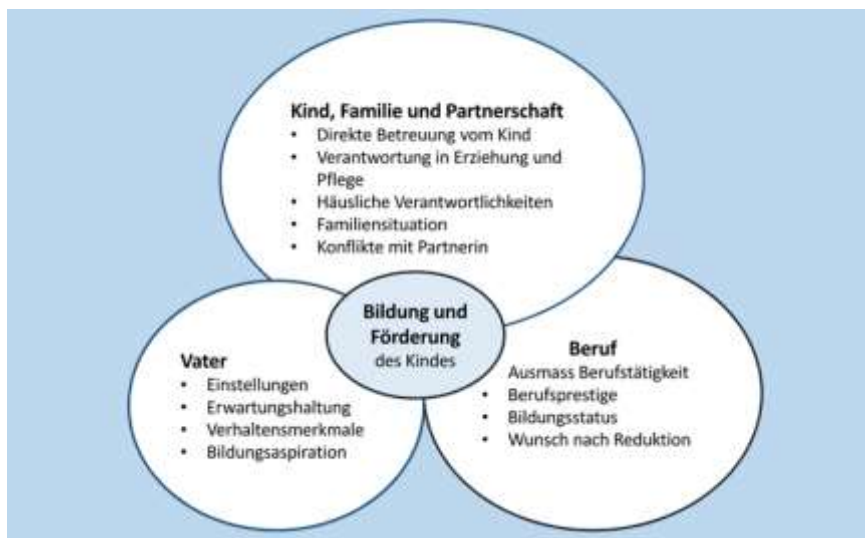 Kind, Familie und Partnerschaft
• Direkte Betreuung vom Kind
• Verantwortung in Erziehung und
Pflege
• Häusliche Verantwortlichkeiten
• Familiensituation
• Konflikte mit Partnerin
Bildung und
Förderung
des Kindes
Vater
• Einstellungen
• Erwartungshaltung
• Verhaltensmerkmale
• Bildungsaspiration
Beruf
Ausmass Berufstätigkeit
• Berufsprestige
• Bildungsstatus
• Wunsch nach Reduktion